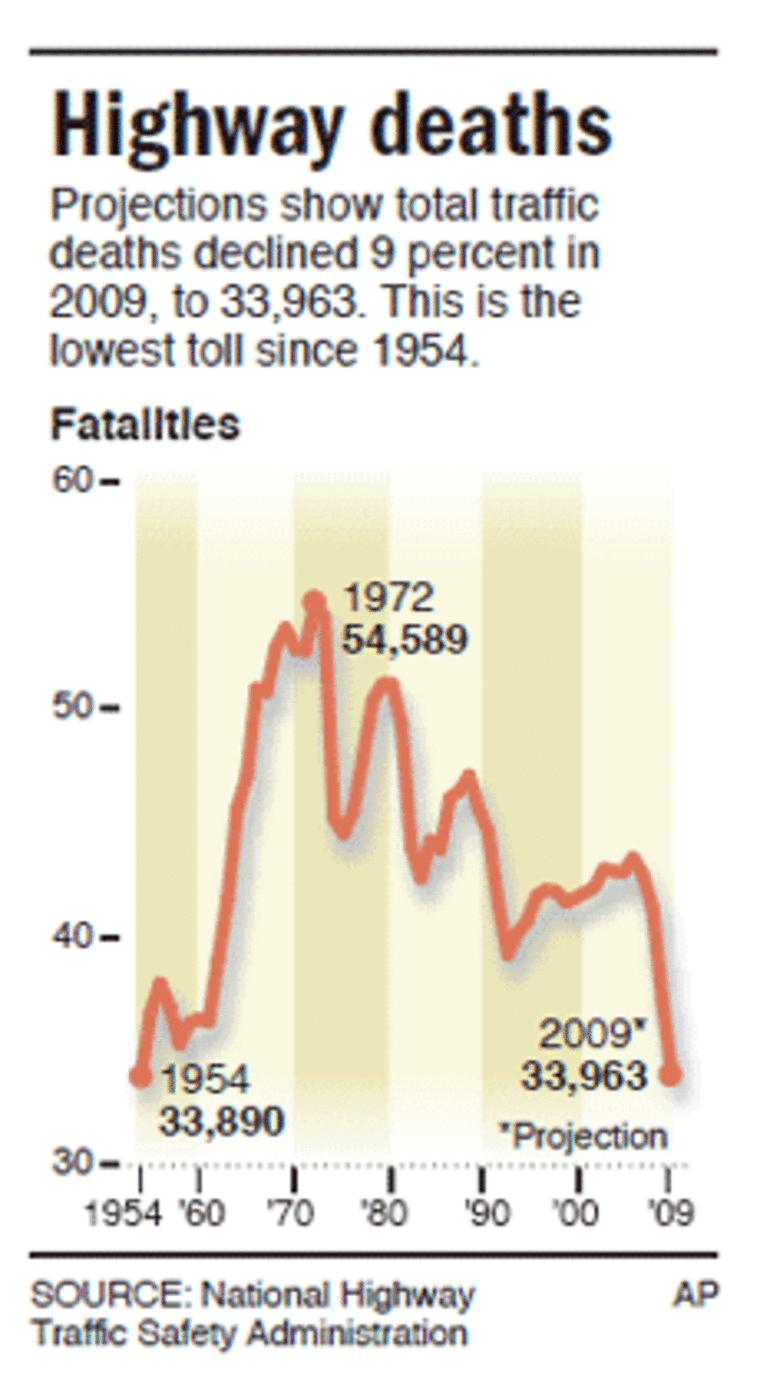 Highway deaths
Projections show total traffic
deaths declined 9 percent in
2009, to 33,963. This is the
lowest toll since 1954.
Fatalities
60
1972
54,589
50
40
2009*
33,963
1954
33,890
*Projection
30
1954 '60 '70 '80 '90 '00 '09
SOURCE: National Highway AP
Traffic Safety Administration